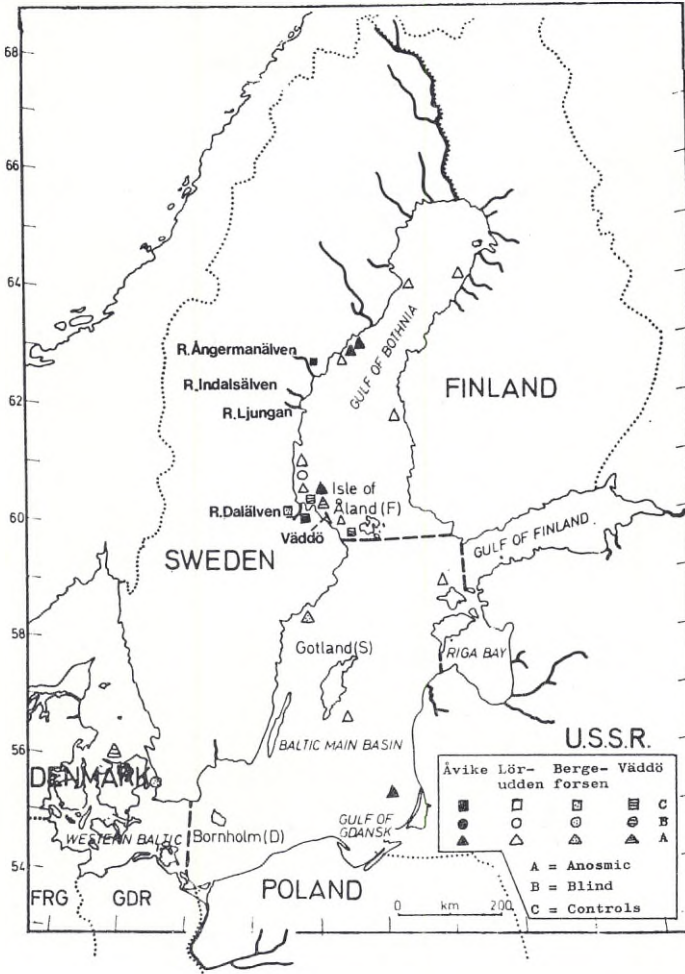 68
66
64
62
60
58
56
54
R.Ångermanälven
R.Indalsälven
R.Ljungan
GULF OF BOTHNIA
FINLAND
Isle of
Åland(F)
R.Dalälven
Väddö
GULF OF FINLAND
SWEDEN
Gotland(S)
RIGA BAY
BALTIC MAIN BASIN
U.S.S.R.
DENMARK
WESTERN BALTIC
Bornholm(D)
GULF OF
GDANSK
FRG
GDR
POLAND
Åvike Lör- Berge- Väddö
udden forsen
C
B
A
A = Anosmic
B = Blind
C = Controls
0 km 200